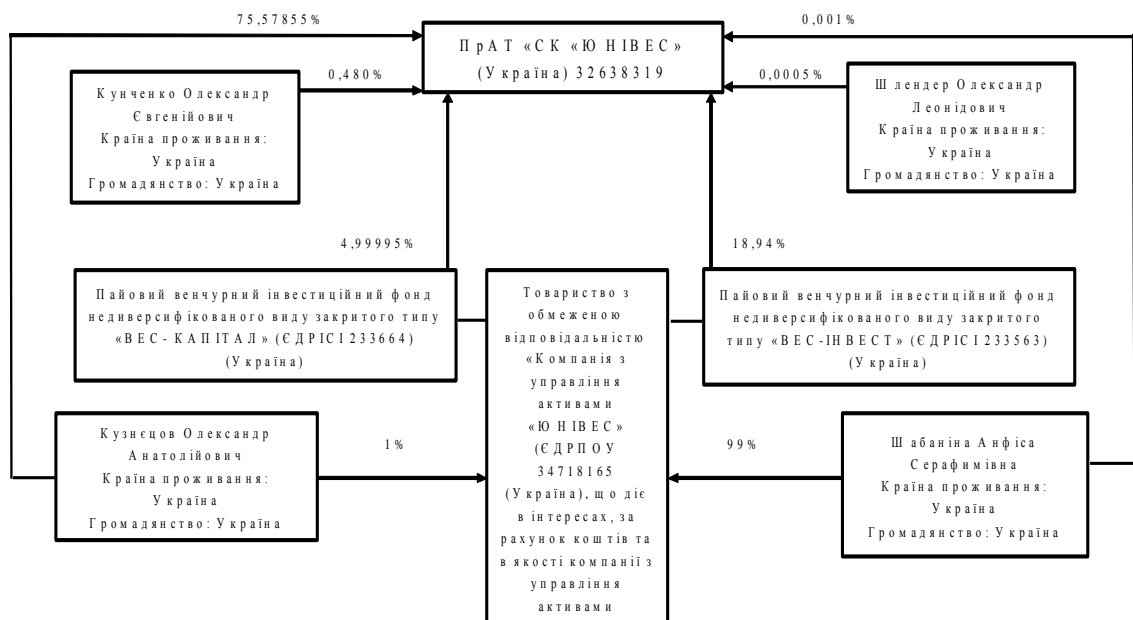 75,57855%
0,001%
ПрАТ «СК «ЮНІВЕС»
(Україна) 32638319
0,480%
0,0005%
Кунченко Олександр
Євгенійович
Країна проживання:
Україна
Громадянство: Україна
Шлендер Олександр
Леонідович
Країна проживання:
Україна
Громадянство: Україна
4,99995%
18,94%
Пайовий венчурний інвестиційний фонд
недиверсифікованого виду закритого типу
«ВЕС-КАПІТАЛ» (ЄДРІСІ 233664)
(Україна)
Товариство з
обмеженою
відповідальністю
«Компанія з
управління
активами
«ЮНІВЕС»
(ЄДРПОУ
34718165
(Україна), що діє
в інтересах, за
рахунок коштів та
в якості компанії з
управління
активами
Пайовий венчурний інвестиційний фонд
недиверсифікованого виду закритого
типу «ВЕС-ІНВЕСТ» (ЄДРІСІ 233563)
(Україна)
Кузнєцов Олександр
Анатолійович
Країна проживання:
Україна
Громадянство: Україна
1%
99%
Шабаніна Анфіса
Серафимівна
Країна проживання:
Україна
Громадянство: Україна